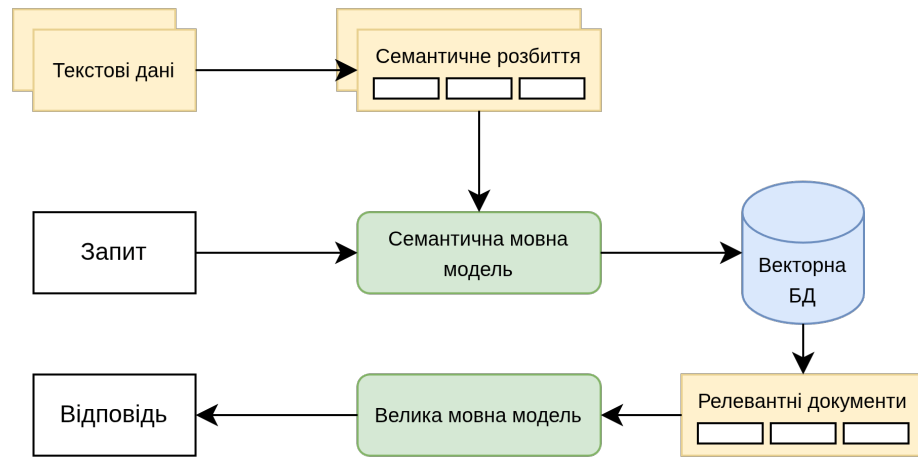 Текстові дані
Семантичне розбиття
Запит
Семантична мовна
модель
Векторна
БД
Відповідь
Велика мовна модель
Релевантні документи